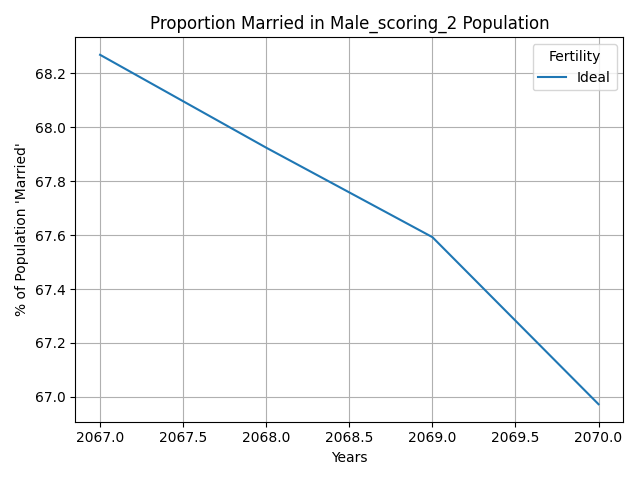 Proportion Married in Male_scoring_2 Population
Fertility
Ideal
% of Population 'Married'
68.2
68.0
67.8
67.6
67.4
67.2
67.0
2067.0 2067.5 2068.0 2068.5 2069.0 2069.5 2070.0
Years